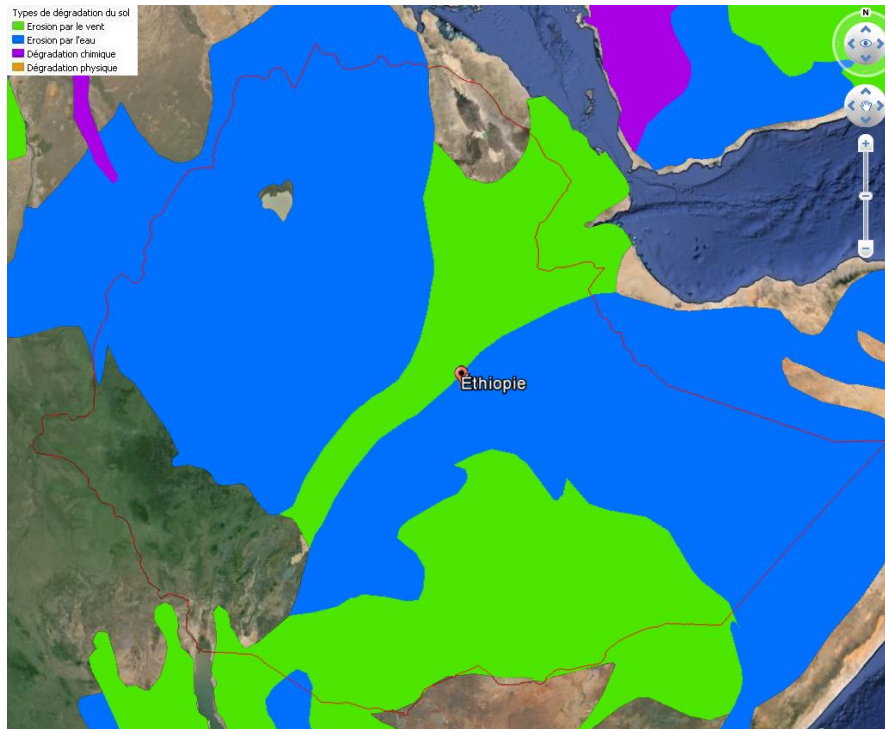 Types de dégradation du sol
Erosion par le vent
Erosion par l'eau
Dégradation chimique
Dégradation physique
N
Éthiopie